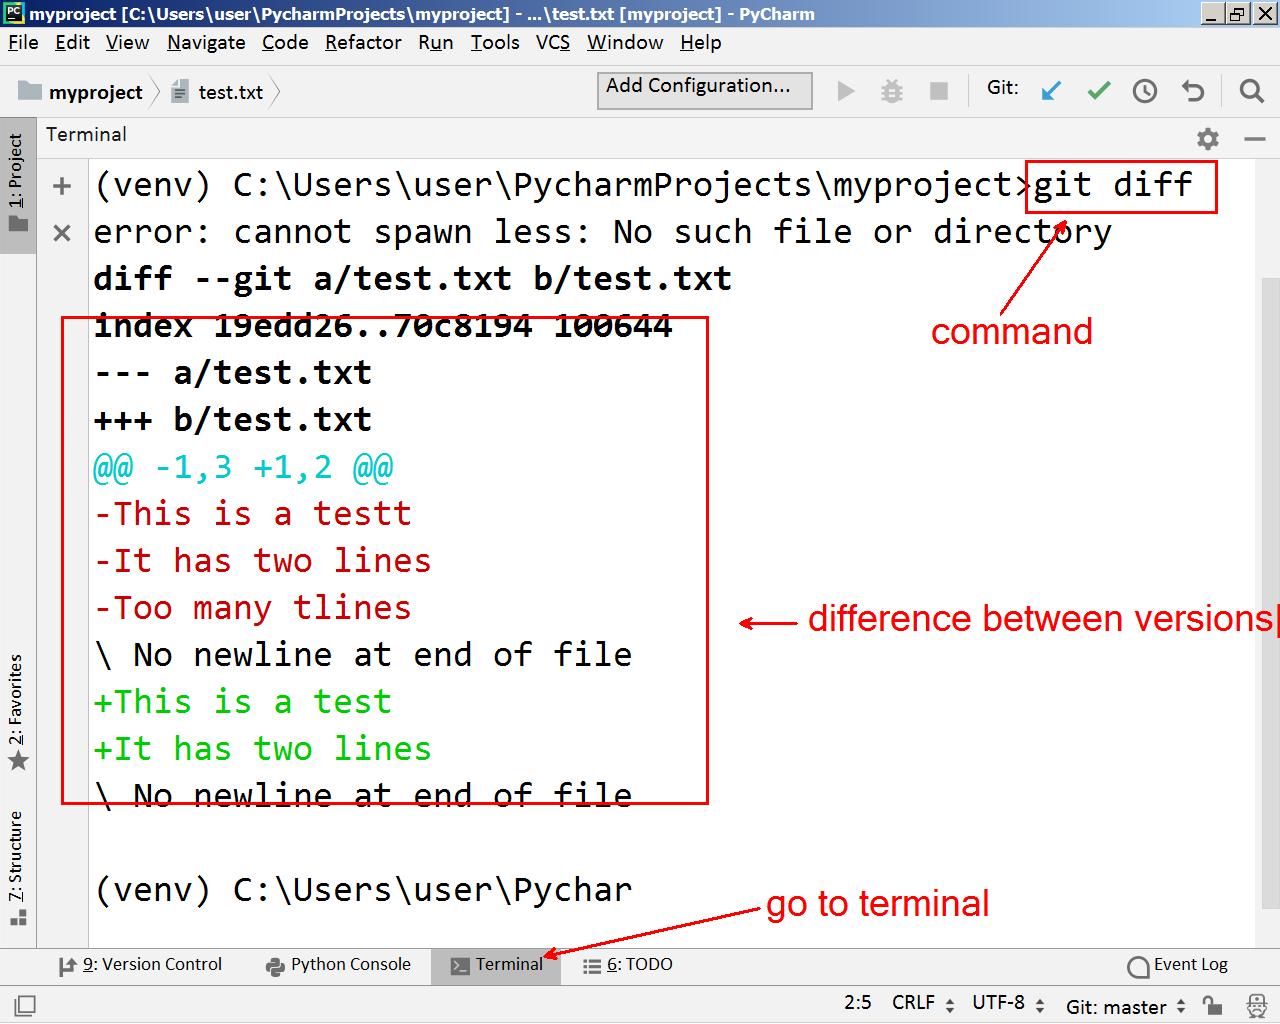 myproject [C:\Users\user\PycharmProjects\myproject] - ...\test.txt [myproject] - PyCharm
File Edit View Navigate Code Refactor Run Tools VCS Window Help
myproject test.txt Add Configuration... Git:
Terminal
1: Project
(venv) C:\Users\user\PycharmProjects\myproject>git diff
error: cannot spawn less: No such file or directory
diff --git a/test.txt b/test.txt
index 19edd26..70c8194 100644
command
--- a/test.txt
+++ b/test.txt
@@ -1,3 +1,2 @@
-This is a testt
-It has two lines
-Too many tlines
difference between versions
\ No newline at end of file
+This is a test
+It has two lines
\ No newline at end of file
2: Favorites
7: Structure
(venv) C:\Users\user\Pychar
go to terminal
9: Version Control Python Console Terminal 6: TODO Event Log
2:5 CRLF UTF-8 Git: master